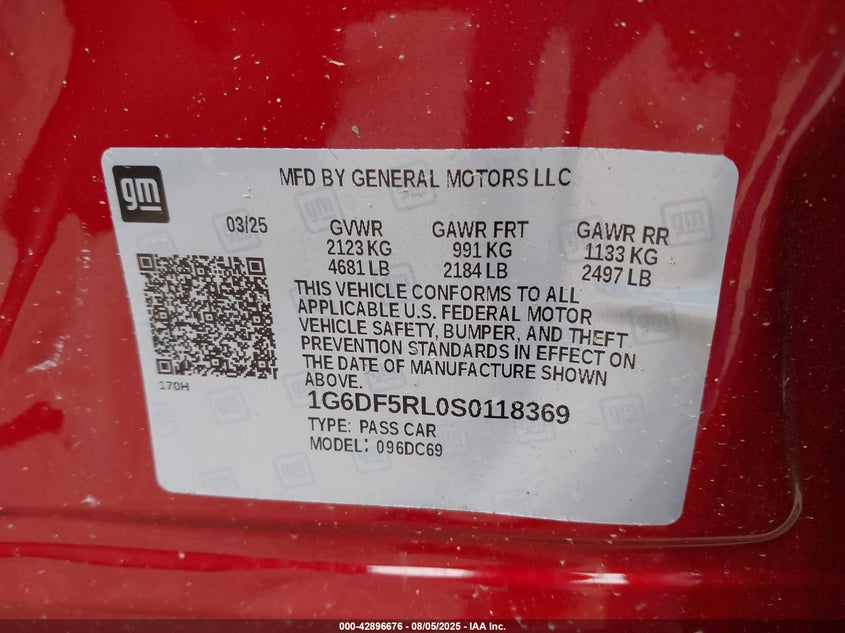 gm
MFD BY GENERAL MOTORS LLC
03/25
GVWR GAWR FRT GAWR RR
2123 KG 991 KG 1133 KG
4681 LB 2184 LB 2497 LB
THIS VEHICLE CONFORMS TO ALL
APPLICABLE U.S. FEDERAL MOTOR
VEHICLE SAFETY, BUMPER, AND THEFT
PREVENTION STANDARDS IN EFFECT ON
THE DATE OF MANUFACTURE SHOWN
ABOVE.
170H
1G6DF5RL0S0118369
TYPE: PASS CAR
MODEL: 096DC69
000-42896676 - 08/05/2025 - IAA Inc.